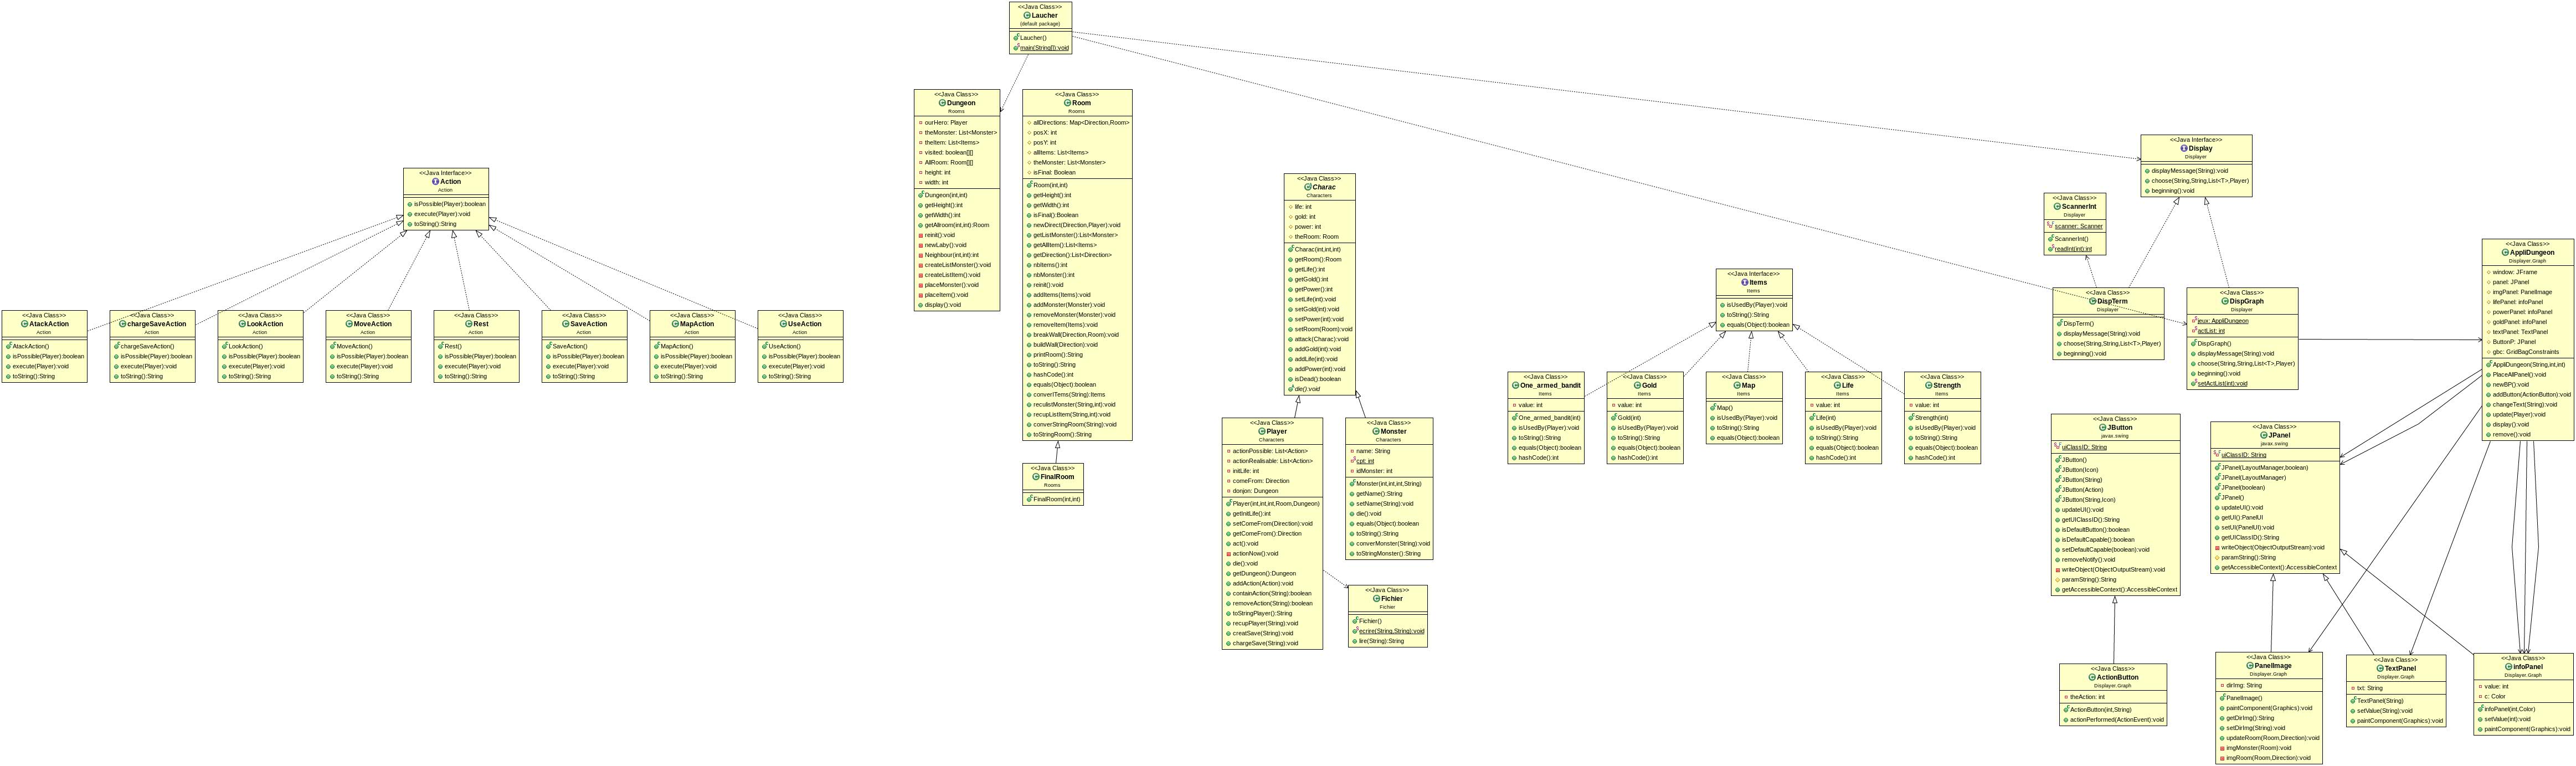 <<Java Class>>
Laucher
(default package)
Laucher()
main(String[]):void
<<Java Class>>
Dungeon
Rooms
ourHero: Player
theMonster: List<Monster>
theItem: List<Items>
visited: boolean[][]
AllRoom: Room[][]
height: int
width: int
Dungeon(int,int)
getHeight():int
getWidth():int
getAllroom(int,int):Room
reinit():void
newLaby():void
Neighbour(int,int):int
createListMonster():void
createListItem():void
placeMonster():void
placeItem():void
display():void
<<Java Class>>
Room
Rooms
allDirections: Map<Direction,Room>
posX: int
posY: int
allItems: List<Items>
theMonster: List<Monster>
isFinal: Boolean
Room(int,int)
getHeight():int
getWidth():int
isFinal():Boolean
newDirect(Direction,Player):void
getListMonster():List<Monster>
getAllItem():List<Items>
getDirection():List<Direction>
nbItems():int
nbMonster():int
reinit():void
addItems(Items):void
addMonster(Monster):void
removeMonster(Monster):void
removeItem(Items):void
buildWall(Direction):void
breakWall(Direction,Room):void
printRoom():String
toString():String
hashCode():int
equals(Object):boolean
converITems(String):Items
reculistMonster(String,int):void
recupListItem(String,int):void
converStringRoom(String):void
toStringRoom():String
<<Java Class>>
FinalRoom
Rooms
FinalRoom(int,int)
<<Java Interface>>
Action
Action
isPossible(Player):boolean
execute(Player):void
toString():String
<<Java Class>>
AtackAction
Action
AtackAction()
isPossible(Player):boolean
execute(Player):void
toString():String
<<Java Class>>
chargeSaveAction
Action
chargeSaveAction()
isPossible(Player):boolean
execute(Player):void
toString():String
<<Java Class>>
LookAction
Action
LookAction()
isPossible(Player):boolean
execute(Player):void
toString():String
<<Java Class>>
MoveAction
Action
MoveAction()
isPossible(Player):boolean
execute(Player):void
toString():String
<<Java Class>>
Rest
Action
Rest()
isPossible(Player):boolean
execute(Player):void
toString():String
<<Java Class>>
SaveAction
Action
SaveAction()
isPossible(Player):boolean
execute(Player):void
toString():String
<<Java Class>>
MapAction
Action
MapAction()
isPossible(Player):boolean
execute(Player):void
toString():String
<<Java Class>>
UseAction
Action
UseAction()
isPossible(Player):boolean
execute(Player):void
toString():String
<<Java Class>>
Charac
Characters
life: int
gold: int
power: int
theRoom: Room
Charac(int,int,int)
getRoom():Room
getLife():int
getGold():int
getPower():int
setLife(int):void
setGold(int):void
setPower(int):void
setRoom(Room):void
attack(Charac):void
addGold(int):void
addLife(int):void
addPower(int):void
isDead():boolean
die():void
<<Java Class>>
Player
Characters
actionPossible: List<Action>
actionRealisable: List<Action>
initLife: int
comeFrom: Direction
donjon: Dungeon
Player(int,int,int,Room,Dungeon)
getInitLife():int
setComeFrom(Direction):void
getComeFrom():Direction
act():void
actionNow():void
die():void
getDungeon():Dungeon
addAction(Action):void
containAction(String):boolean
removeAction(String):boolean
toStringPlayer():String
recupPlayer(String):void
creatSave(String):void
chargeSave(String):void
<<Java Class>>
Monster
Characters
name: String
cpt: int
idMonster: int
Monster(int,int,int,String)
getName():String
setName(String):void
die():void
equals(Object):boolean
toString():String
converMonster(String):void
toStringMonster():String
<<Java Class>>
Fichier
Fichier
Fichier()
ecrire(String,String):void
lire(String):String
<<Java Interface>>
Items
Items
isUsedBy(Player):void
toString():String
equals(Object):boolean
<<Java Class>>
One_armed_bandit
Items
value: int
One_armed_bandit(int)
isUsedBy(Player):void
toString():String
equals(Object):boolean
hashCode():int
<<Java Class>>
Gold
Items
value: int
Gold(int)
isUsedBy(Player):void
toString():String
equals(Object):boolean
hashCode():int
<<Java Class>>
Map
Items
Map()
isUsedBy(Player):void
toString():String
equals(Object):boolean
<<Java Class>>
Life
Items
value: int
Life(int)
isUsedBy(Player):void
toString():String
equals(Object):boolean
hashCode():int
<<Java Class>>
Strength
Items
value: int
Strength(int)
isUsedBy(Player):void
toString():String
equals(Object):boolean
hashCode():int
<<Java Interface>>
Display
Displayer
displayMessage(String):void
choose(String,String,List<T>,Player)
beginning():void
<<Java Class>>
ScannerInt
Displayer
scanner: Scanner
ScannerInt()
readInt(int):int
<<Java Class>>
DispTerm
Displayer
DispTerm()
displayMessage(String):void
choose(String,String,List<T>,Player)
beginning():void
<<Java Class>>
DispGraph
Displayer
jeux: AppliDungeon
actList: int
DispGraph()
displayMessage(String):void
choose(String,String,List<T>,Player)
beginning():void
setActList(int):void
<<Java Class>>
AppliDungeon
Displayer.Graph
window: JFrame
panel: JPanel
imgPanel: PanelImage
lifePanel: infoPanel
powerPanel: infoPanel
goldPanel: infoPanel
textPanel: TextPanel
ButtonP: JPanel
gbc: GridBagConstraints
AppliDungeon(String,int,int)
PlaceAllPanel():void
newBP():void
addButton(ActionButton):void
changeText(String):void
update(Player):void
display():void
remove():void
<<Java Class>>
JButton
javax.swing
uiClassID: String
JButton()
JButton(Icon)
JButton(String)
JButton(Action)
JButton(String,Icon)
updateUI():void
getUIClassID():String
isDefaultButton():boolean
isDefaultCapable():boolean
setDefaultCapable(boolean):void
removeNotify():void
writeObject(ObjectOutputStream):void
paramString():String
getAccessibleContext():AccessibleContext
<<Java Class>>
JPanel
javax.swing
uiClassID: String
JPanel(LayoutManager,boolean)
JPanel(LayoutManager)
JPanel(boolean)
JPanel()
updateUI():void
getUI():PanelUI
setUI(PanelUI):void
getUIClassID():String
writeObject(ObjectOutputStream):void
paramString():String
getAccessibleContext():AccessibleContext
<<Java Class>>
ActionButton
Displayer.Graph
theAction: int
ActionButton(int,String)
actionPerformed(ActionEvent):void
<<Java Class>>
PanelImage
Displayer.Graph
dirImg: String
PanelImage()
paintComponent(Graphics):void
getDirImg():String
setDirImg(String):void
updateRoom(Room,Direction):void
imgMonster(Room):void
imgRoom(Room,Direction):void
<<Java Class>>
TextPanel
Displayer.Graph
txt: String
TextPanel(String)
setValue(String):void
paintComponent(Graphics):void
<<Java Class>>
infoPanel
Displayer.Graph
value: int
c: Color
infoPanel(int,Color)
setValue(int):void
paintComponent(Graphics):void